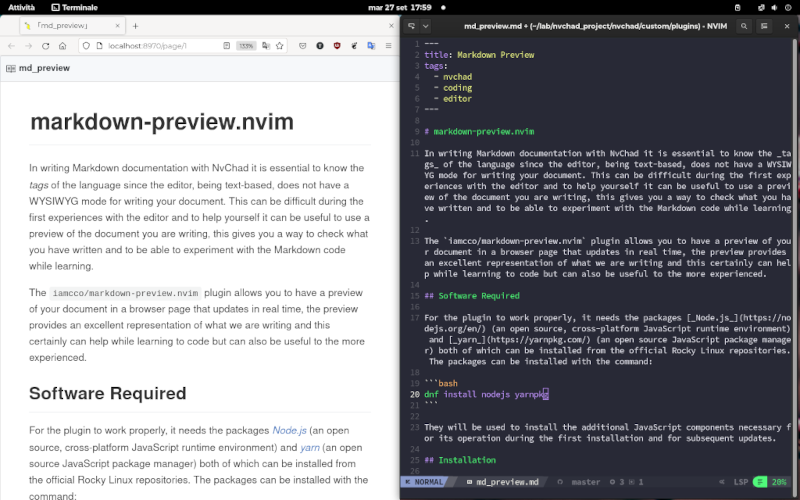 Attività
Terminale
mar 27 set 17:59
「md_preview」
localhost:8970/page/1
133%
md_preview
markdown-preview.nvim
In writing Markdown documentation with NvChad it is essential to know the
tags of the language since the editor, being text-based, does not have a
WYSIWYG mode for writing your document. This can be difficult during the
first experiences with the editor and to help yourself it can be useful to use a
preview of the document you are writing, this gives you a way to check what
you have written and to be able to experiment with the Markdown code
while learning.
The iamcco/markdown-preview.nvim plugin allows you to have a preview
of your document in a browser page that updates in real time, the preview
provides an excellent representation of what we are writing and this
certainly can help while learning to code but can also be useful to the more
experienced.
Software Required
For the plugin to work properly, it needs the packages Node.js (an open
source, cross-platform JavaScript runtime environment) and yarn (an open
source JavaScript package manager) both of which can be installed from
the official Rocky Linux repositories. The packages can be installed with the
command:
md_preview.md + (~/lab/nvchad_project/nvchad/custom/plugins) - NVIM
1 ---
2 title: Markdown Preview
3 tags:
4 - nvchad
5 - coding
6 - editor
7 ---
8
9 # markdown-preview.nvim
10
11 In writing Markdown documentation with NvChad it is essential to know the _ta
gs_ of the language since the editor, being text-based, does not have a WYSIW
YG mode for writing your document. This can be difficult during the first exp
eriences with the editor and to help yourself it can be useful to use a previ
ew of the document you are writing, this gives you a way to check what you ha
ve written and to be able to experiment with the Markdown code while learning
.
12
13 The `iamcco/markdown-preview.nvim` plugin allows you to have a preview of you
r document in a browser page that updates in real time, the preview provides
an excellent representation of what we are writing and this certainly can hel
p while learning to code but can also be useful to the more experienced.
14
15 ## Software Required
16
17 For the plugin to work properly, it needs the packages [_Node.js_](https://no
dejs.org/en/) (an open source, cross-platform JavaScript runtime environment)
and [_yarn_](https://yarnpkg.com/) (an open source JavaScript package manage
r) both of which can be installed from the official Rocky Linux repositories.
The packages can be installed with the command:
18
19 ```bash
20 dnf install nodejs yarnpkg
21 ```
22
23 They will be used to install the additional JavaScript components necessary f
or its operation during the first installation and for subsequent updates.
24
25 ## Installation
26
NORMAL md_preview.md master 3 1 LSP 20%